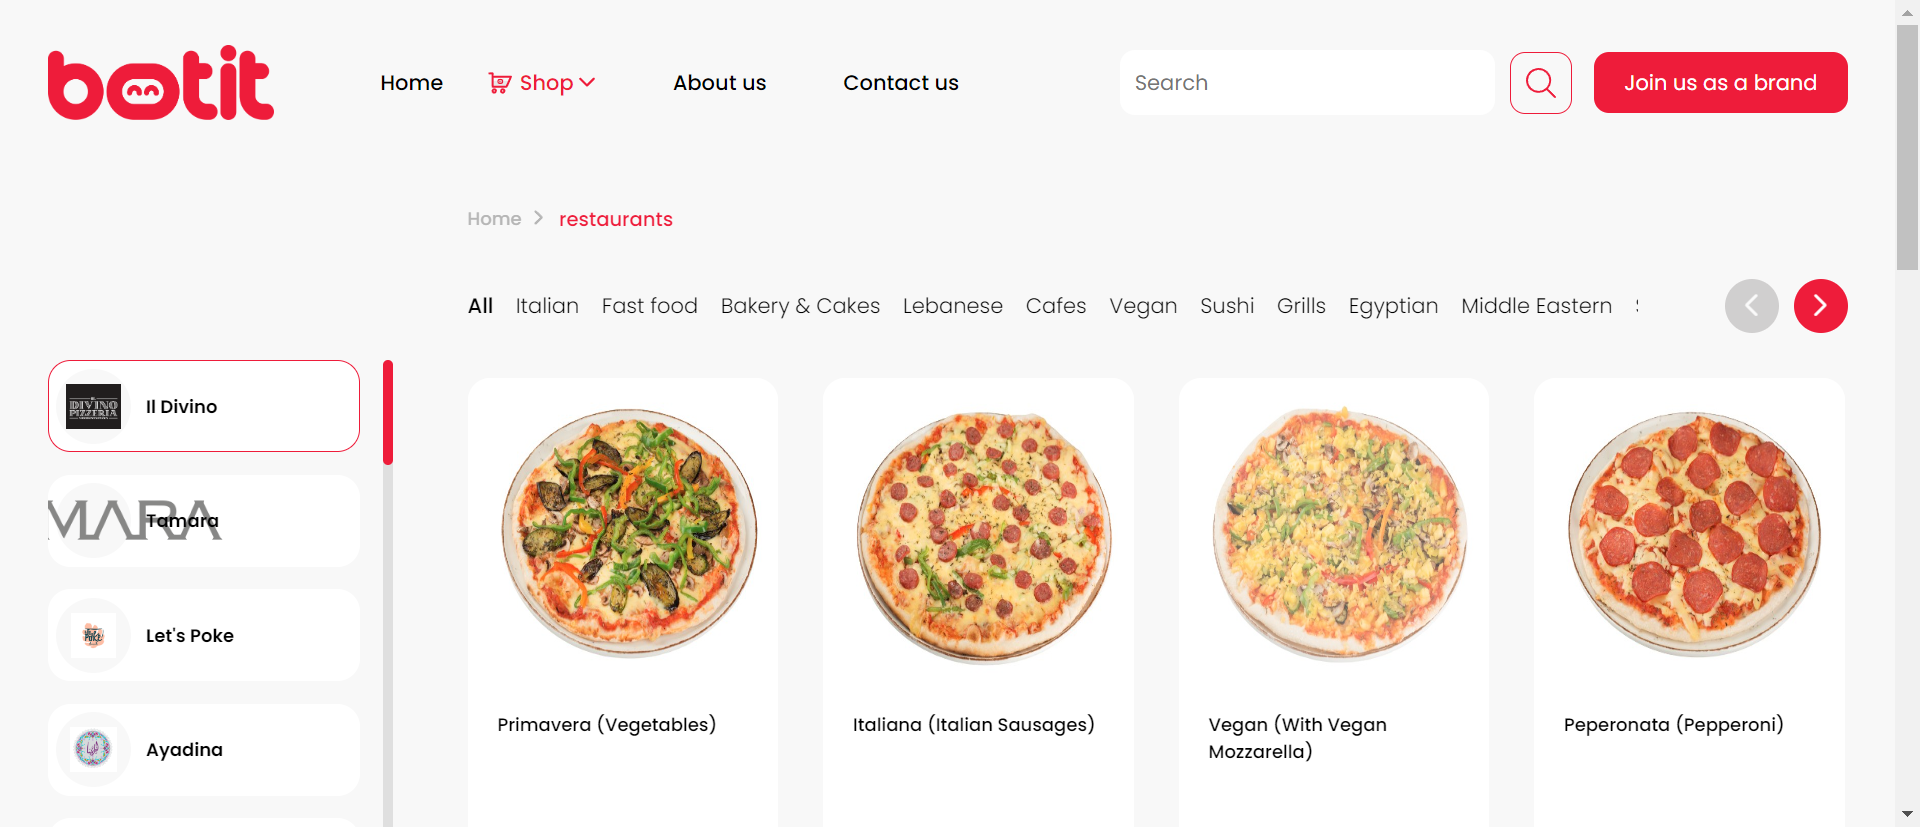 botit
Home
Shop
About us
Contact us
Search
Join us as a brand
Home
restaurants
All
Italian
Fast food
Bakery & Cakes
Lebanese
Cafes
Vegan
Sushi
Grills
Egyptian
Middle Eastern
DIVINO
PIZZERIA
Il Divino
MARA
Tamara
Let's Poke
Ayadina
Primavera (Vegetables)
Italiana (Italian Sausages)
Vegan (With Vegan
Mozzarella)
Peperonata (Pepperoni)